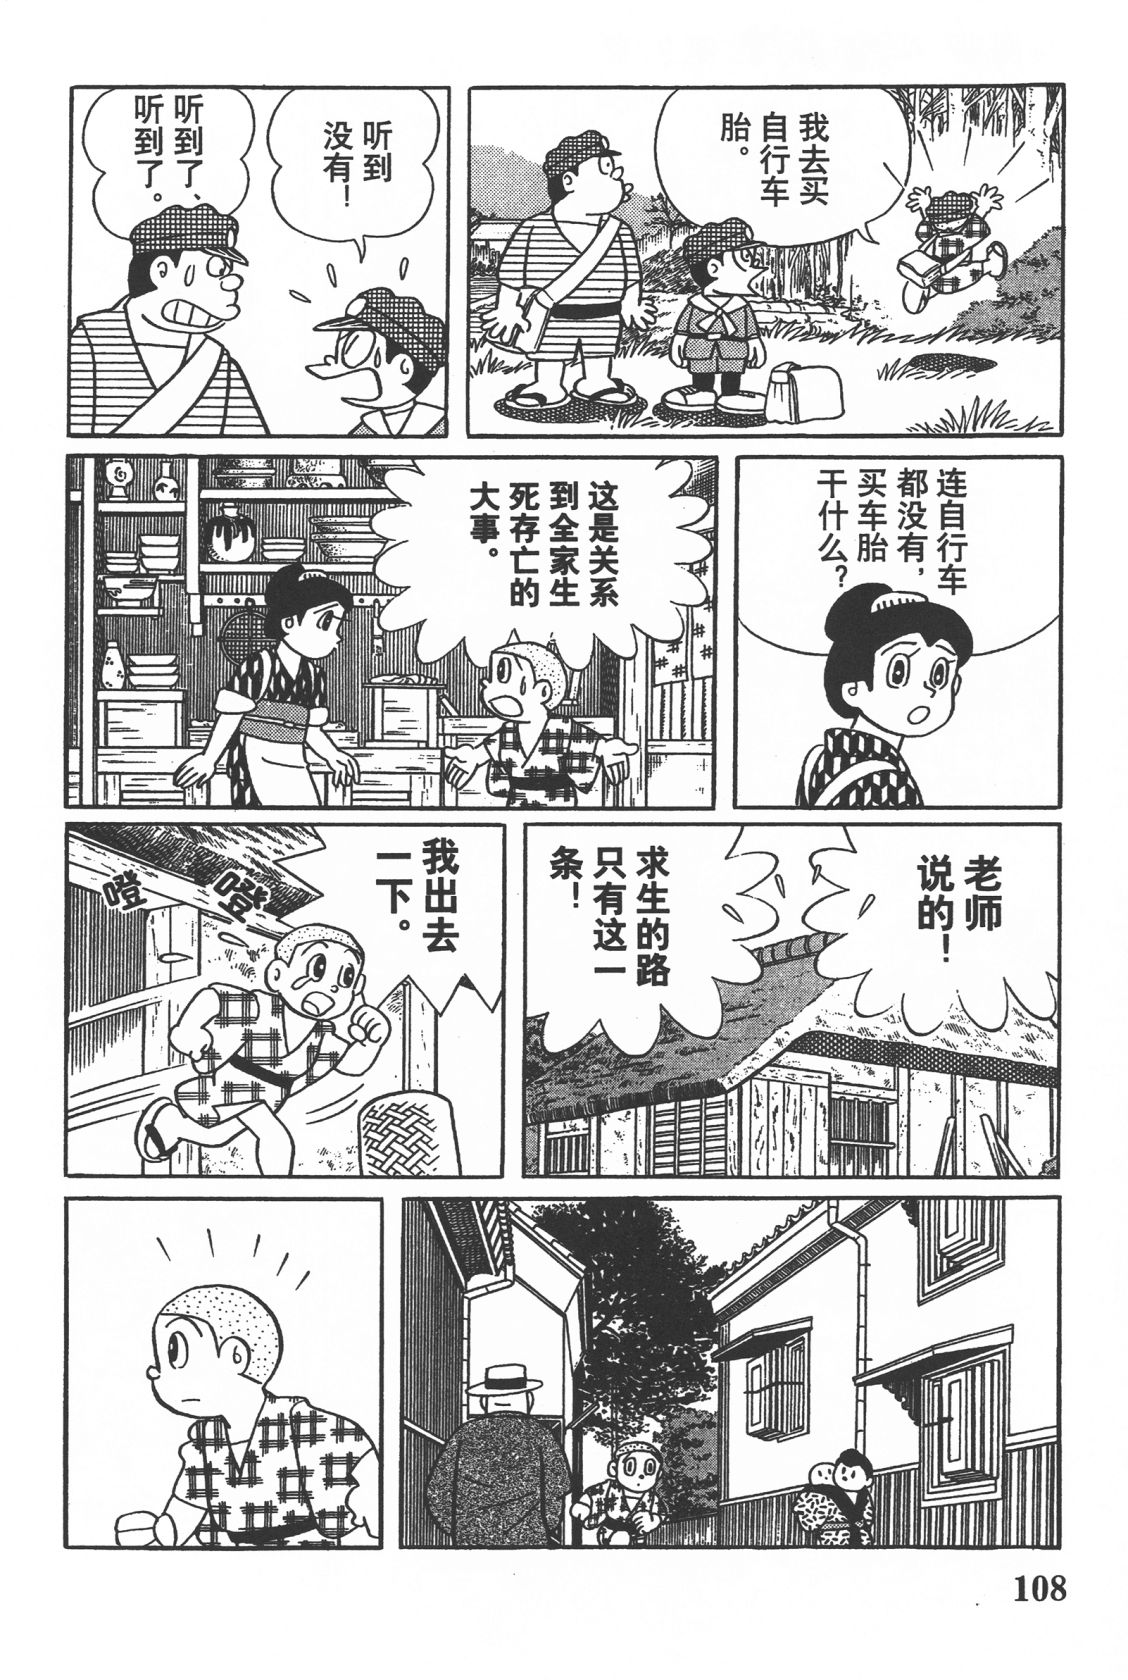 我去买
自行车
胎。
听到
没有！
听到了、
听到了。
连自行车
都没有，
买车胎
干什么？
这是关系
到全家生
死存亡的
大事。
老师
说的！
求生的路
只有这一
条！
我出去
一下。
噔
噔
108